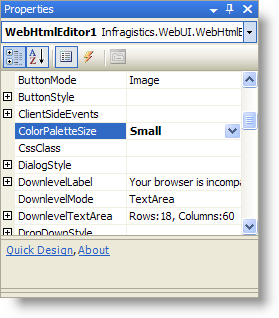 Properties
WebHtmlEditor1 Infragistics.WebUI.WebHtmlE
ButtonMode Image
ButtonStyle
ClientSideEvents
ColorPaletteSize Small
CssClass
DialogStyle
DownlevelLabel Your browser is incompa
DownlevelMode TextArea
DownlevelTextArea Rows:18, Columns:60
DropDownStyle
Quick Design, About